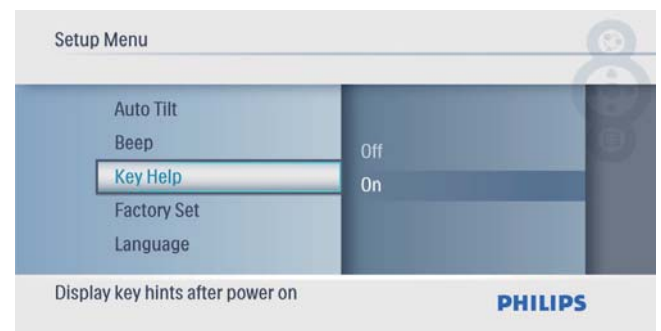 Setup Menu
Auto Tilt
Beep
Key Help
Factory Set
Language
Off
On
Display key hints after power on
PHILIPS